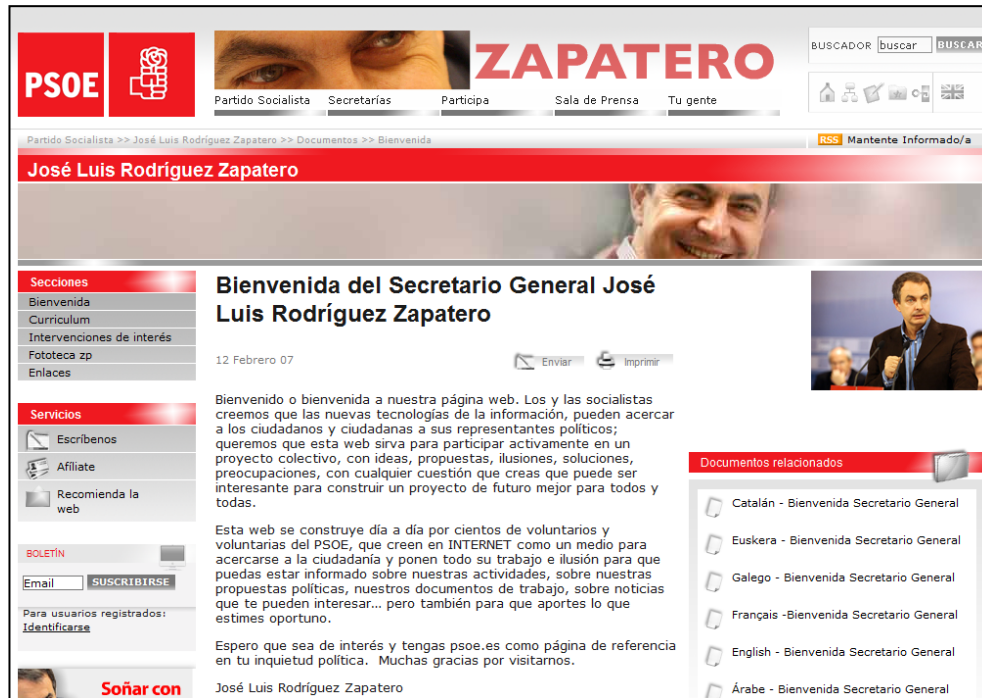 PSOE
ZAPATERO
BUSCADOR buscar BUSCAR
Partido Socialista Secretarías Participa Sala de Prensa Tu gente
Partido Socialista >> José Luis Rodríguez Zapatero >> Documentos >> Bienvenida
RSS Mantente Informado/a
José Luis Rodríguez Zapatero
Secciones
Bienvenida
Curriculum
Intervenciones de interés
Fototeca zp
Enlaces
Servicios
Escríbenos
Afíliate
Recomienda la
web
BOLETÍN
Email SUSCRIBIRSE
Para usuarios registrados:
Identificarse
Soñar con
Bienvenida del Secretario General José
Luis Rodríguez Zapatero
12 Febrero 07
Enviar Imprimir
Bienvenido o bienvenida a nuestra página web. Los y las socialistas
creemos que las nuevas tecnologías de la información, pueden acercar
a los ciudadanos y ciudadanas a sus representantes políticos;
queremos que esta web sirva para participar activamente en un
proyecto colectivo, con ideas, propuestas, ilusiones, soluciones,
preocupaciones, con cualquier cuestión que creas que puede ser
interesante para construir un proyecto de futuro mejor para todos y
todas.
Esta web se construye día a día por cientos de voluntarios y
voluntarias del PSOE, que creen en INTERNET como un medio para
acercarse a la ciudadanía y ponen todo su trabajo e ilusión para que
puedas estar informado sobre nuestras actividades, sobre nuestras
propuestas políticas, nuestros documentos de trabajo, sobre noticias
que te pueden interesar... pero también para que aportes lo que
estimes oportuno.
Espero que sea de interés y tengas psoe.es como página de referencia
en tu inquietud política. Muchas gracias por visitarnos.
José Luis Rodríguez Zapatero
Documentos relacionados
Catalán - Bienvenida Secretario General
Euskera - Bienvenida Secretario General
Galego - Bienvenida Secretario General
Français -Bienvenida Secretario General
English - Bienvenida Secretario General
Árabe - Bienvenida Secretario General